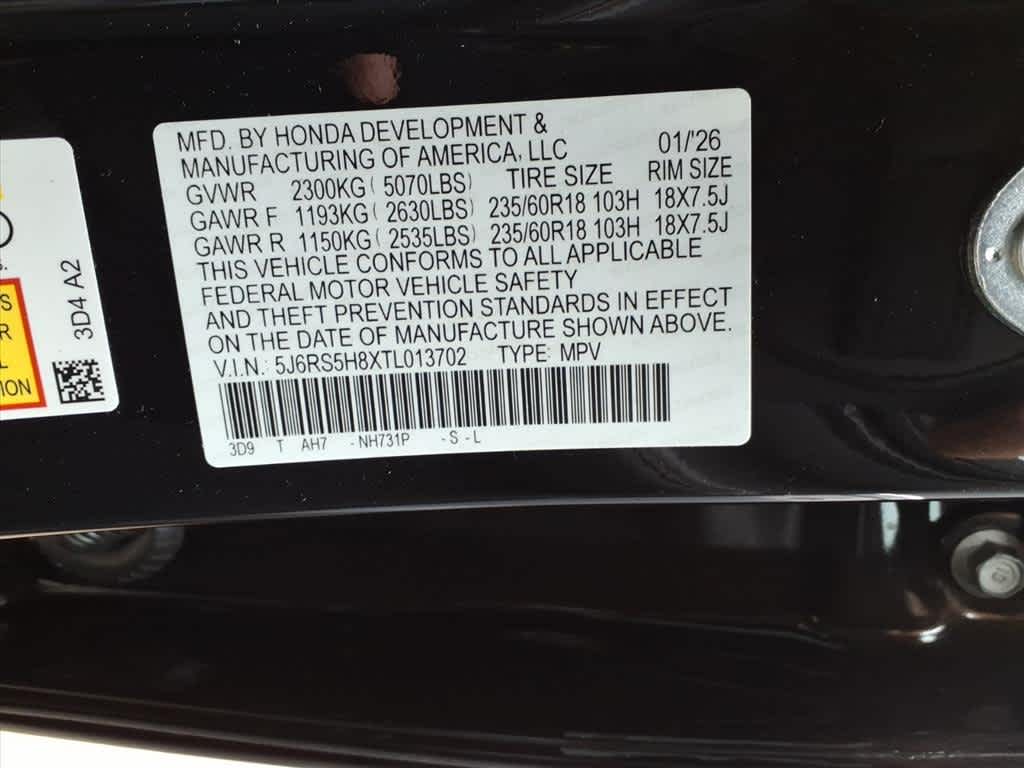 MFD. BY HONDA DEVELOPMENT &
MANUFACTURING OF AMERICA, LLC 01/'26
GVWR 2300KG ( 5070LBS) TIRE SIZE RIM SIZE
GAWR F 1193KG ( 2630LBS) 235/60R18 103H 18X7.5J
GAWR R 1150KG ( 2535LBS) 235/60R18 103H 18X7.5J
THIS VEHICLE CONFORMS TO ALL APPLICABLE
FEDERAL MOTOR VEHICLE SAFETY
AND THEFT PREVENTION STANDARDS IN EFFECT
ON THE DATE OF MANUFACTURE SHOWN ABOVE.
V.I.N.: 5J6RS5H8XTL013702 TYPE: MPV
3D9 T AH7 - NH731P - S - L
3D4 A2